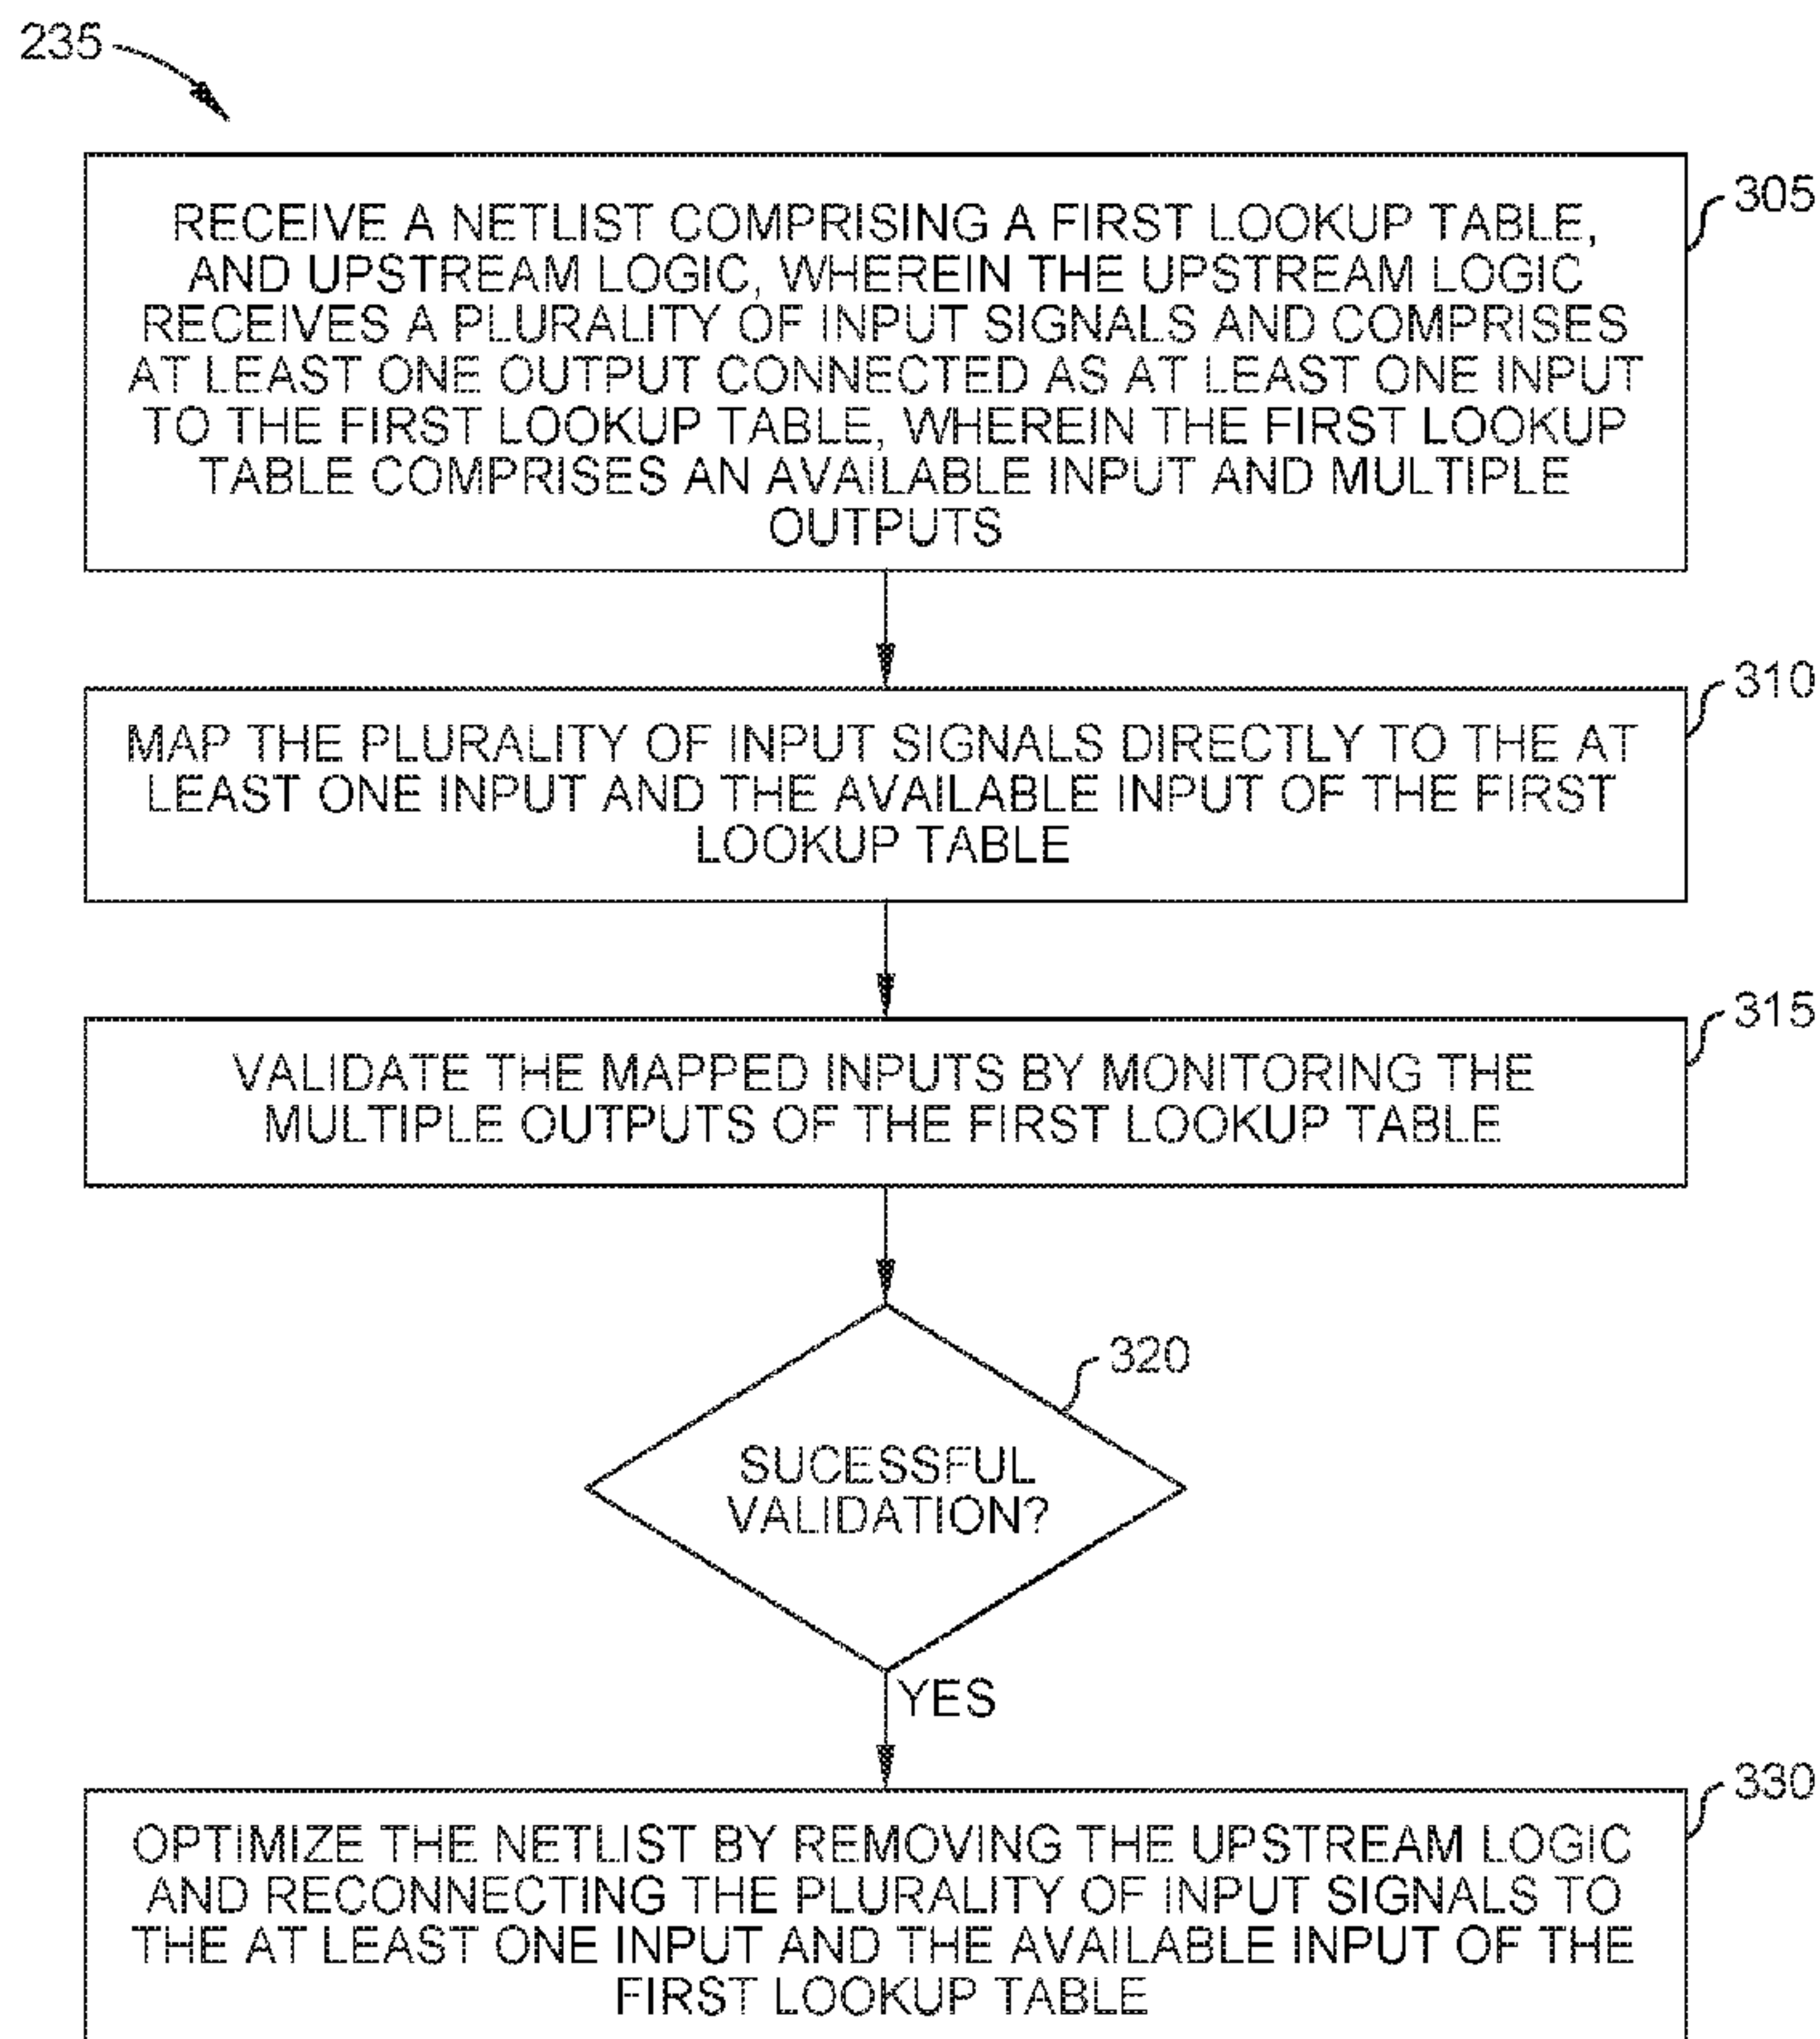 235
305
RECEIVE A NETLIST COMPRISING A FIRST LOOKUP TABLE,
AND UPSTREAM LOGIC, WHEREIN THE UPSTREAM LOGIC
RECEIVES A PLURALITY OF INPUT SIGNALS AND COMPRISES
AT LEAST ONE OUTPUT CONNECTED AS AT LEAST ONE INPUT
TO THE FIRST LOOKUP TABLE, WHEREIN THE FIRST LOOKUP
TABLE COMPRISES AN AVAILABLE INPUT AND MULTIPLE
OUTPUTS
310
MAP THE PLURALITY OF INPUT SIGNALS DIRECTLY TO THE AT
LEAST ONE INPUT AND THE AVAILABLE INPUT OF THE FIRST
LOOKUP TABLE
315
VALIDATE THE MAPPED INPUTS BY MONITORING THE
MULTIPLE OUTPUTS OF THE FIRST LOOKUP TABLE
320
SUCESSFUL
VALIDATION?
YES
330
OPTIMIZE THE NETLIST BY REMOVING THE UPSTREAM LOGIC
AND RECONNECTING THE PLURALITY OF INPUT SIGNALS TO
THE AT LEAST ONE INPUT AND THE AVAILABLE INPUT OF THE
FIRST LOOKUP TABLE